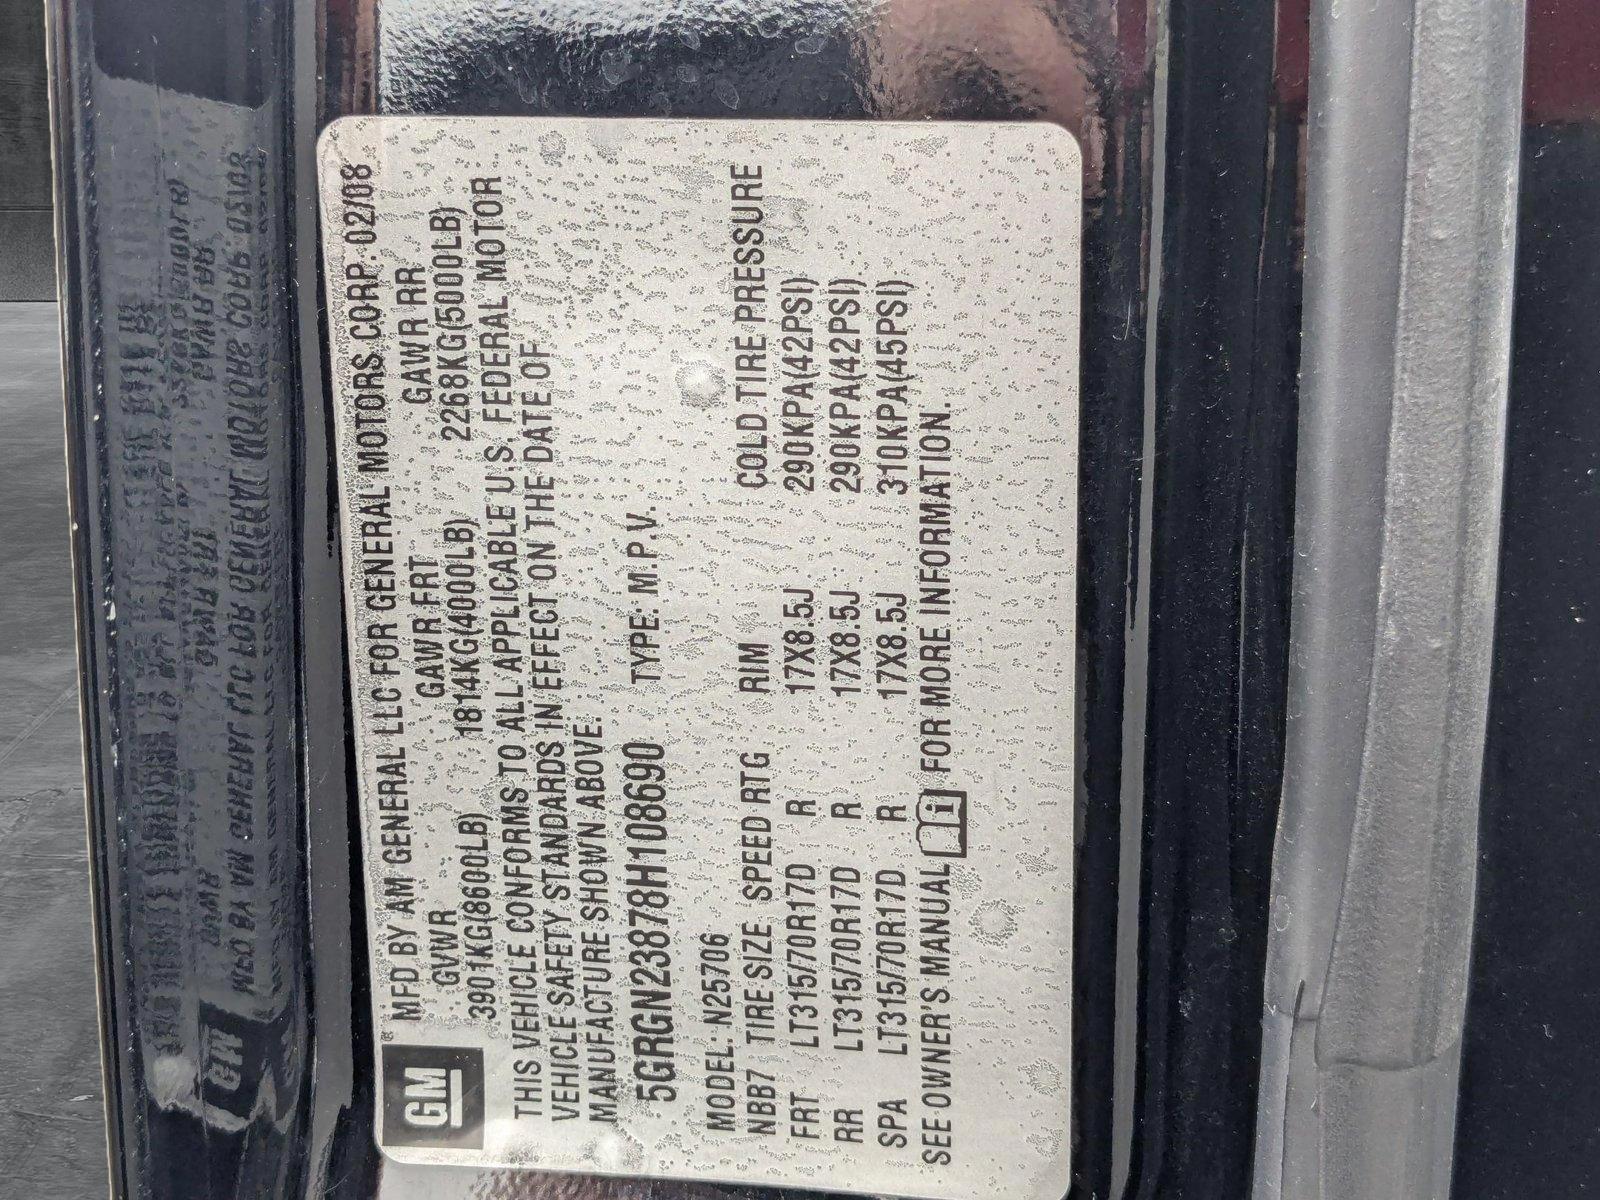 GM
MFD BY AM GENERAL LLC FOR GENERAL MOTORS CORP. 02/08
GVWR GAWR FRT GAWR RR
3901KG(8600LB) 1814KG(4000LB) 2268KG(5000LB)
THIS VEHICLE CONFORMS TO ALL APPLICABLE U.S. FEDERAL MOTOR
VEHICLE SAFETY STANDARDS IN EFFECT ON THE DATE OF
MANUFACTURE SHOWN ABOVE.
5GRGN23878H108690 TYPE: M.P.V.
MODEL: N25706
NBB7 TIRE SIZE SPEED RTG RIM COLD TIRE PRESSURE
FRT LT315/70R17D R 17X8.5J 290KPA(42PSI)
RR LT315/70R17D R 17X8.5J 290KPA(42PSI)
SPA LT315/70R17D R 17X8.5J 310KPA(45PSI)
SEE OWNER'S MANUAL i FOR MORE INFORMATION.